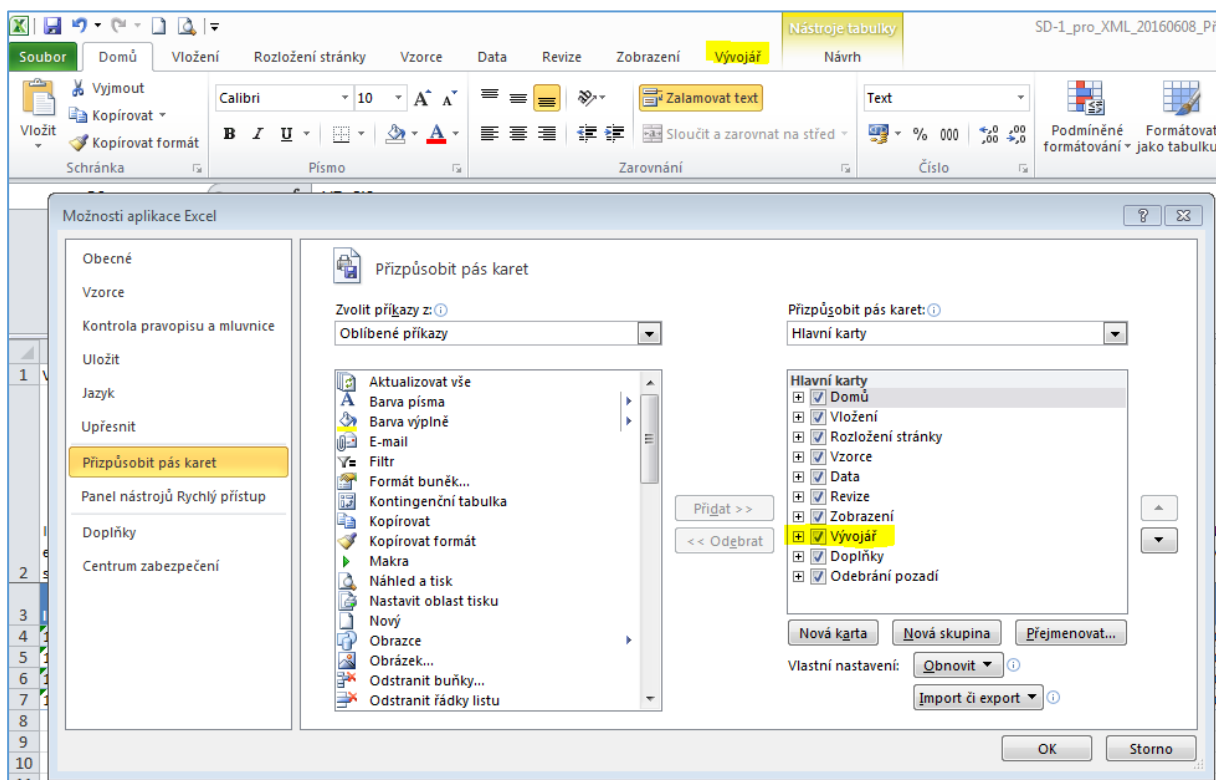 SD-1_pro_XML_20160608_Př
Nástroje tabulky
Soubor Domů Vložení Rozložení stránky Vzorce Data Revize Zobrazení Vývojář Návrh
Vložit
Vyjmout
Kopírovat
Kopírovat formát
Schránka
Calibri 10
B I U
Písmo
Zalamovat text
Sloučit a zarovnat na střed
Zarovnání
Text
% 000
Číslo
Podmíněné formátování
Formátovat jako tabulku
Možnosti aplikace Excel
Obecné
Vzorce
Kontrola pravopisu a mluvnice
Uložit
Jazyk
Upřesnit
Přizpůsobit pás karet
Panel nástrojů Rychlý přístup
Doplňky
Centrum zabezpečení
Přizpůsobit pás karet
Zvolit příkazy z:
Oblíbené příkazy
Aktualizovat vše
Barva písma
Barva výplně
E-mail
Filtr
Formát buněk...
Kontingenční tabulka
Kopírovat
Kopírovat formát
Makra
Náhled a tisk
Nastavit oblast tisku
Nový
Obrazce
Obrázek...
Odstranit buňky...
Odstranit řádky listu
Přidat >>
<< Odebrat
Přizpůsobit pás karet:
Hlavní karty
Hlavní karty
Domů
Vložení
Rozložení stránky
Vzorce
Data
Revize
Zobrazení
Vývojář
Doplňky
Odebrání pozadí
Nová karta Nová skupina Přejmenovat...
Vlastní nastavení: Obnovit
Import či export
OK Storno
1
2
3
4
5
6
7
8
9
10